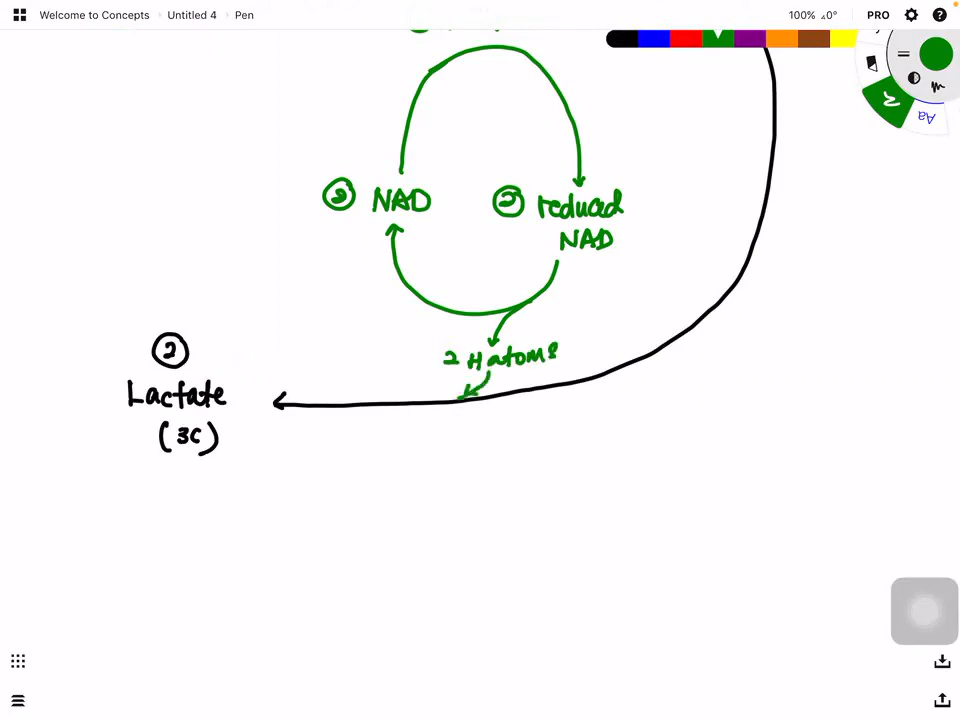 Welcome to Concepts > Untitled 4 > Pen
100% ⊿0° PRO
Aa
② NAD ② reduced
NAD
2 H atoms
②
Lactate
(3C)